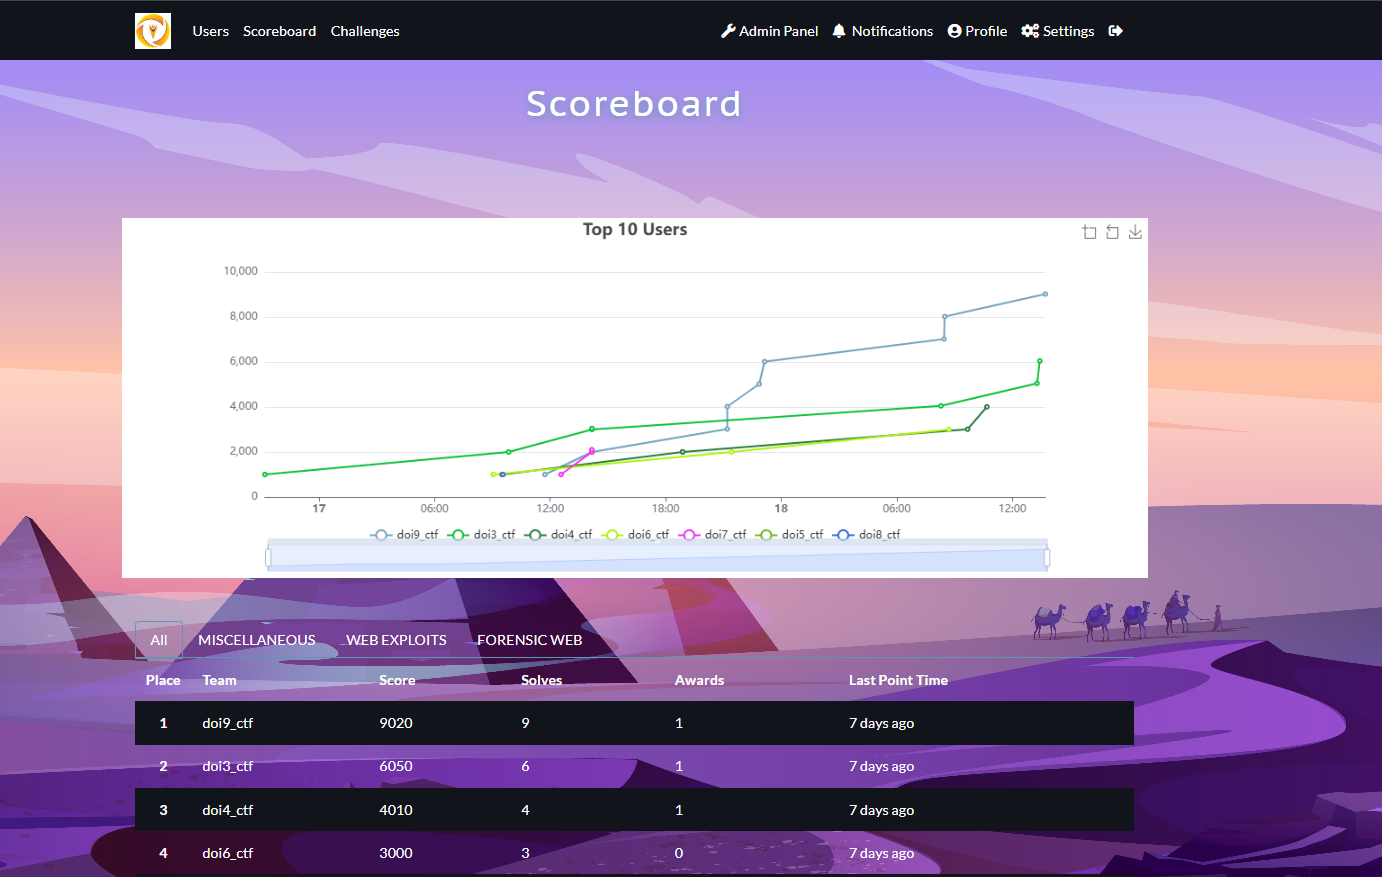 Users Scoreboard Challenges Admin Panel Notifications Profile Settings
Scoreboard
Top 10 Users
10,000
8,000
6,000
4,000
2,000
0
17 06:00 12:00 18:00 18 06:00 12:00
doi9_ctf doi3_ctf doi4_ctf doi6_ctf doi7_ctf doi5_ctf doi8_ctf
All MISCELLANEOUS WEB EXPLOITS FORENSIC WEB
Place Team Score Solves Awards Last Point Time
1 doi9_ctf 9020 9 1 7 days ago
2 doi3_ctf 6050 6 1 7 days ago
3 doi4_ctf 4010 4 1 7 days ago
4 doi6_ctf 3000 3 0 7 days ago